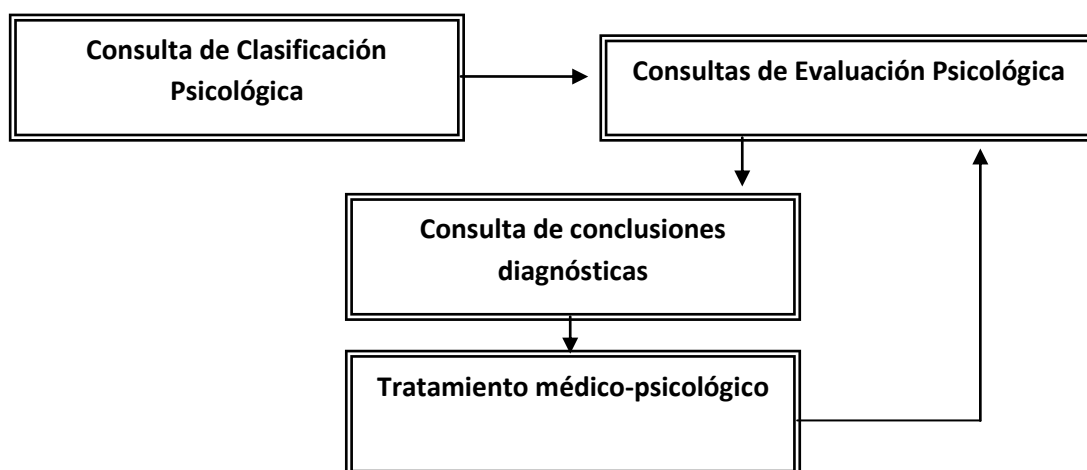 Consulta de Clasificación
Psicológica
Consultas de Evaluación Psicológica
Consulta de conclusiones
diagnósticas
Tratamiento médico-psicológico